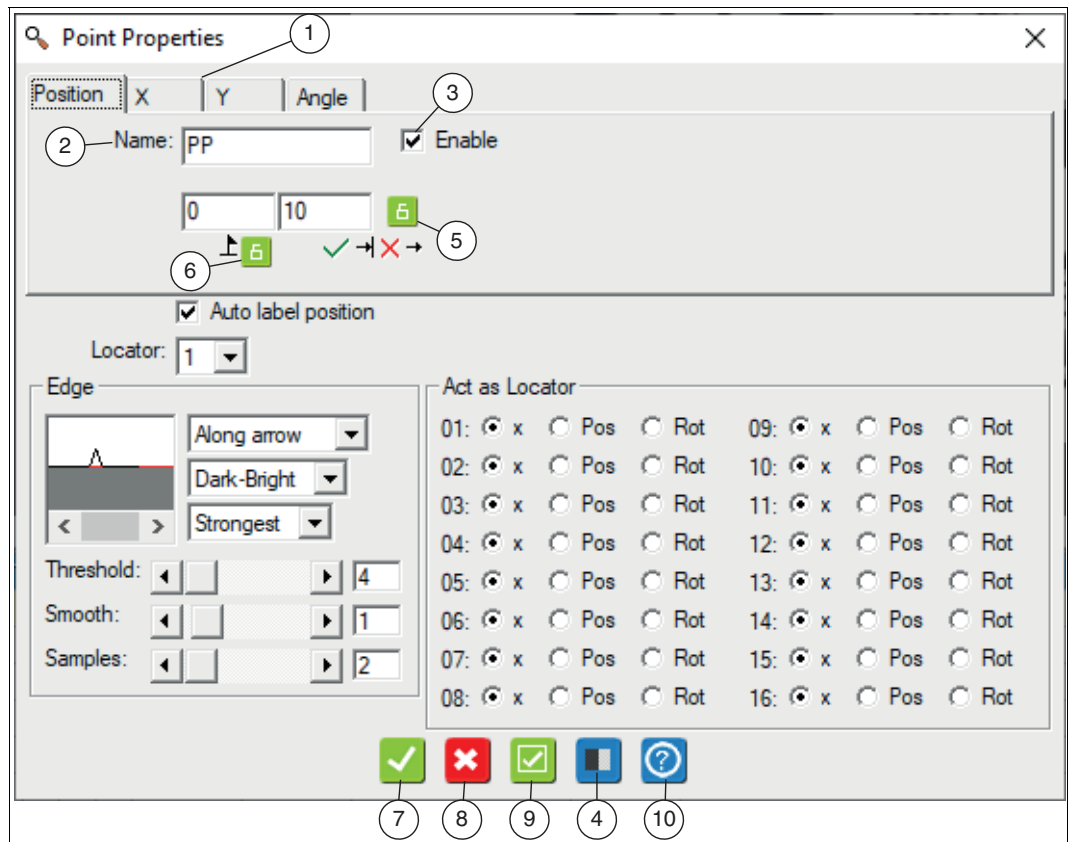 Point Properties
1
Position X Y Angle
3
2 Name: PP Enable
0 10
5
6
Auto label position
Locator: 1
Edge
Along arrow
Dark-Bright
Strongest
Threshold: 4
Smooth: 1
Samples: 2
Act as Locator
01: x Pos Rot 09: x Pos Rot
02: x Pos Rot 10: x Pos Rot
03: x Pos Rot 11: x Pos Rot
04: x Pos Rot 12: x Pos Rot
05: x Pos Rot 13: x Pos Rot
06: x Pos Rot 14: x Pos Rot
07: x Pos Rot 15: x Pos Rot
08: x Pos Rot 16: x Pos Rot
7 8 9 4 10